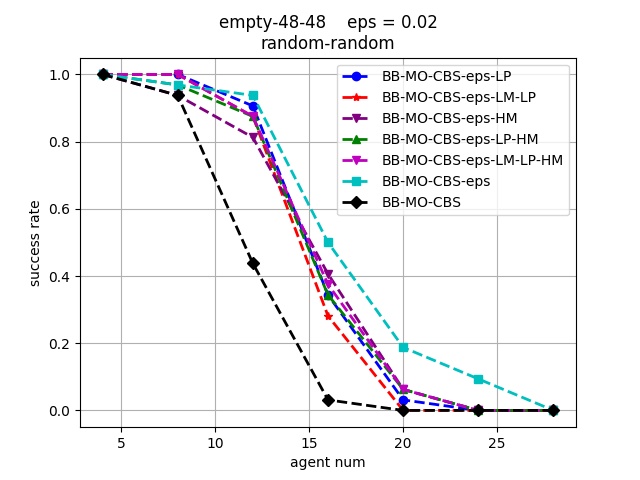 empty-48-48    eps = 0.02
random-random
BB-MO-CBS-eps-LP
BB-MO-CBS-eps-LM-LP
BB-MO-CBS-eps-HM
BB-MO-CBS-eps-LP-HM
BB-MO-CBS-eps-LM-LP-HM
BB-MO-CBS-eps
BB-MO-CBS
success rate
1.0
0.8
0.6
0.4
0.2
0.0
5 10 15 20 25
agent num